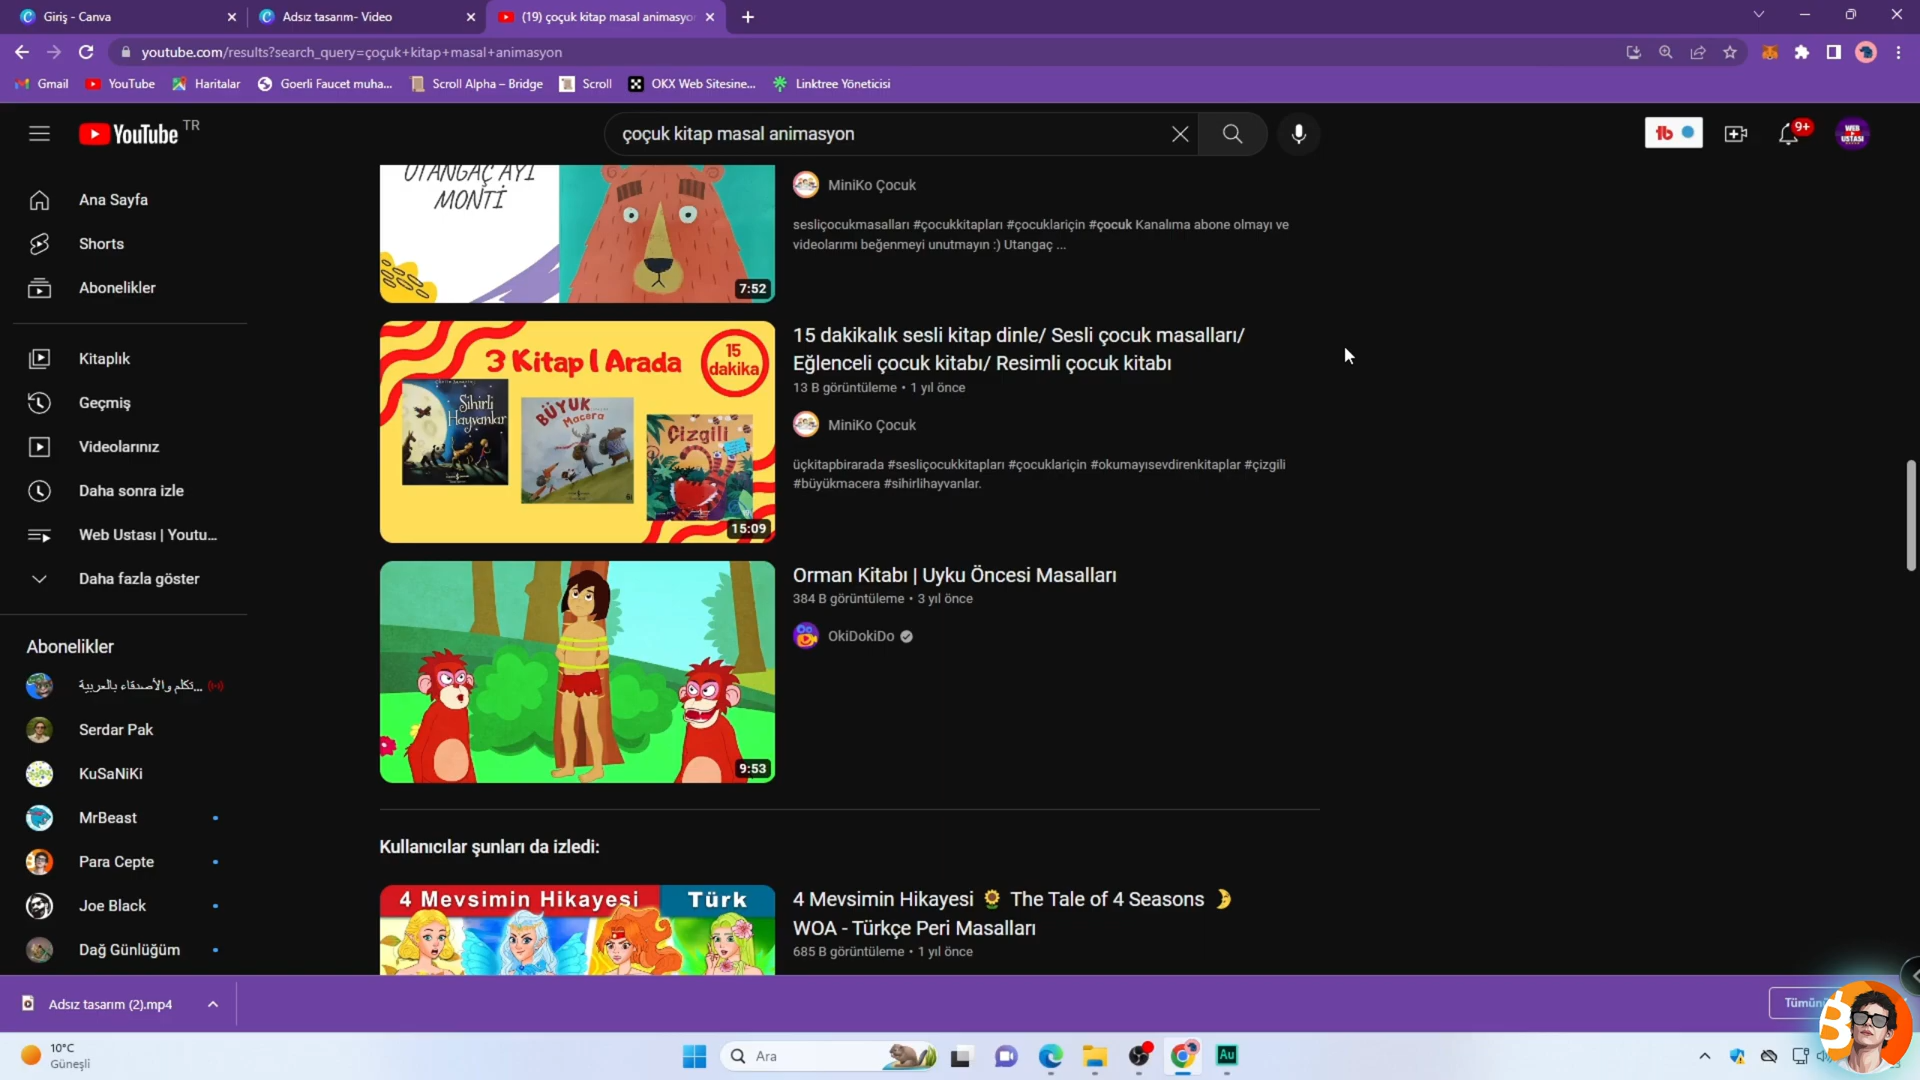 Giriş - Canva
Adsız tasarım- Video
(19) çoçuk kitap masal animasyo
youtube.com/results?search_query=çoçuk+kitap+masal+animasyon
Gmail
YouTube
Haritalar
Goerli Faucet muha...
Scroll Alpha – Bridge
Scroll
OKX Web Sitesine...
Linktree Yöneticisi
YouTube TR
çoçuk kitap masal animasyon
9+
WEB USTASI
Ana Sayfa
Shorts
Abonelikler
Kitaplık
Geçmiş
Videolarınız
Daha sonra izle
Web Ustası | Youtu...
Daha fazla göster
Abonelikler
...تكلم والأصدقاء بالعربية
Serdar Pak
KuSaNiKi
MrBeast
Para Cepte
Joe Black
Dağ Günlüğüm
UTANGAÇ AYI
MONTİ
7:52
MiniKo Çocuk
sesliçocukmasalları #çocukkitapları #çocuklariçin #çocuk Kanalıma abone olmayı ve
videolarımı beğenmeyi unutmayın :) Utangaç ...
3 Kitap 1 Arada
15
dakika
Sihirli
Hayvanlar
BÜYÜK
Macera
Çizgili
15:09
15 dakikalık sesli kitap dinle/ Sesli çocuk masalları/
Eğlenceli çocuk kitabı/ Resimli çocuk kitabı
13 B görüntüleme • 1 yıl önce
MiniKo Çocuk
üçkitapbirarada #sesliçocukkitapları #çocuklariçin #okumayısevdirenkitaplar #çizgili
#büyükmacera #sihirlihayvanlar.
9:53
Orman Kitabı | Uyku Öncesi Masalları
384 B görüntüleme • 3 yıl önce
OkiDokiDo
Kullanıcılar şunları da izledi:
4 Mevsimin Hikayesi
Türk
4 Mevsimin Hikayesi 🌻 The Tale of 4 Seasons 🌛
WOA - Türkçe Peri Masalları
685 B görüntüleme • 1 yıl önce
Adsız tasarım (2).mp4
Tümünü
10°C
Güneşli
Ara
Au